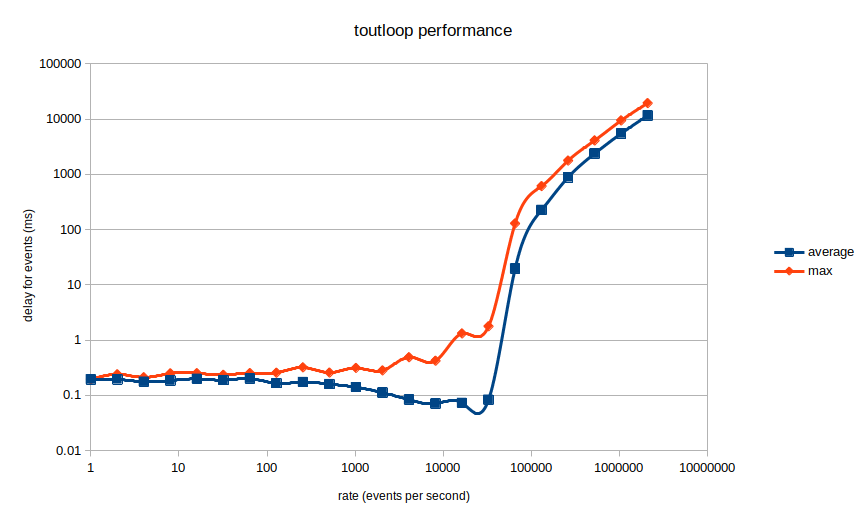 toutloop performance
100000
10000
1000
100
10
1
0.1
0.01
delay for events (ms)
1 10 100 1000 10000 100000 1000000 10000000
rate (events per second)
average
max